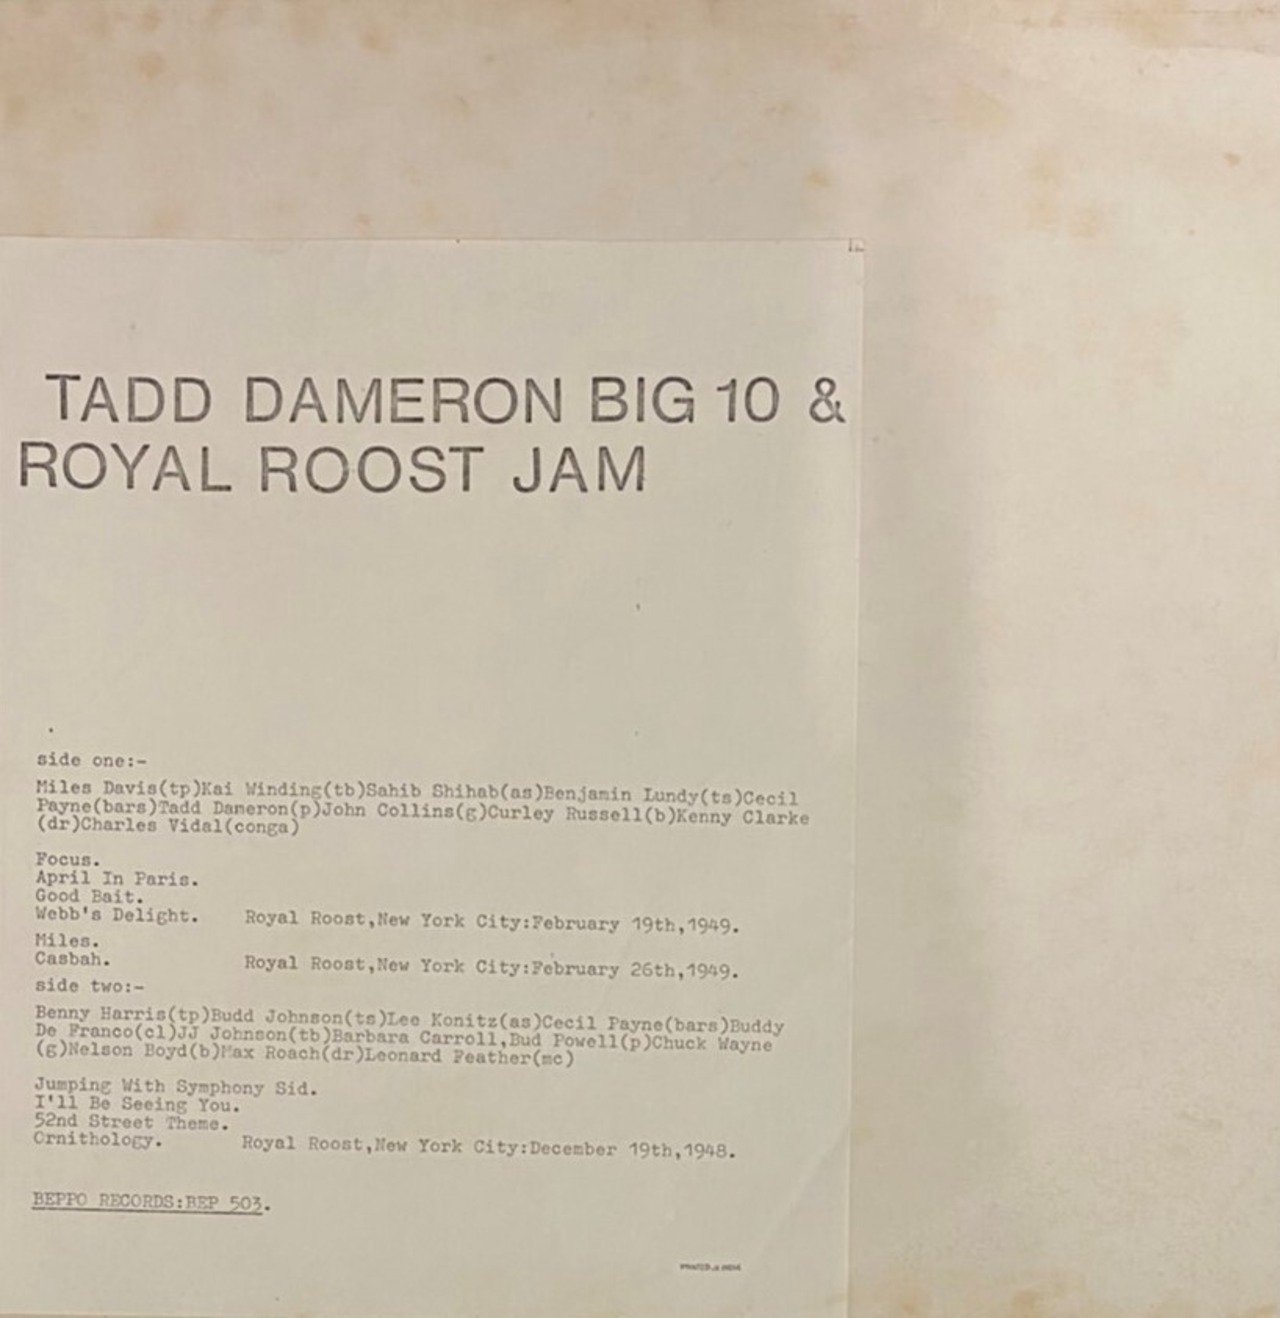 TADD DAMERON BIG 10 &
ROYAL ROOST JAM
side one:-
Miles Davis(tp)Kai Winding(tb)Sahib Shihab(as)Benjamin Lundy(ts)Cecil
Payne(bars)Tadd Dameron(p)John Collins(g)Curley Russell(b)Kenny Clarke
(dr)Charles Vidal(conga)
Focus.
April In Paris.
Good Bait.
Webb's Delight. Royal Roost,New York City:February 19th,1949.
Miles.
Casbah. Royal Roost,New York City:February 26th,1949.
side two:-
Benny Harris(tp)Budd Johnson(ts)Lee Konitz(as)Cecil Payne(bars)Buddy
De Franco(cl)JJ Johnson(tb)Barbara Carroll,Bud Powell(p)Chuck Wayne
(g)Nelson Boyd(b)Max Roach(dr)Leonard Feather(mc)
Jumping With Symphony Sid.
I'll Be Seeing You.
52nd Street Theme.
Ornithology. Royal Roost,New York City:December 19th,1948.
BEPPO RECORDS:BEP 503.